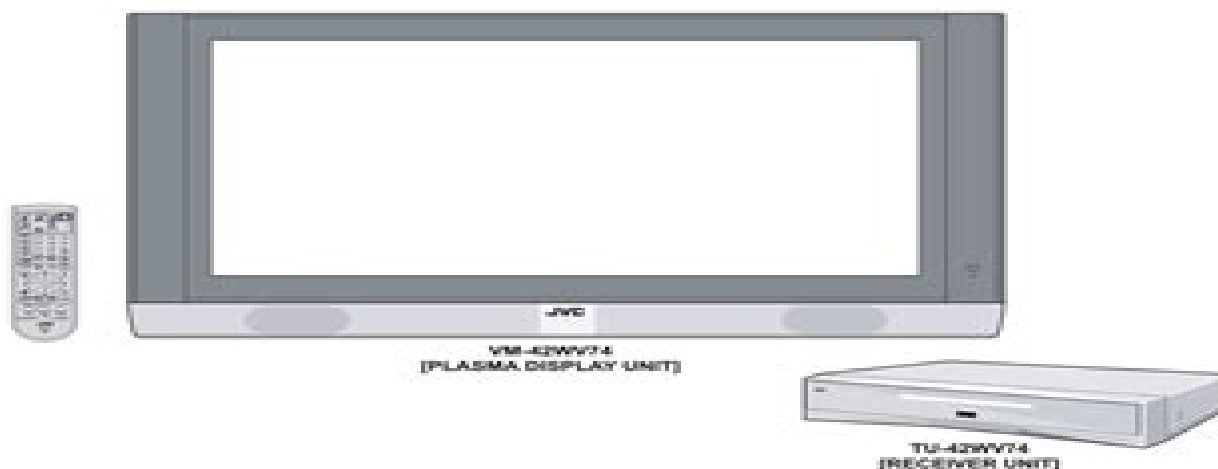 JVC
VM-42WV74
[PLASMA DISPLAY UNIT]
TU-42WV74
[RECEIVER UNIT]